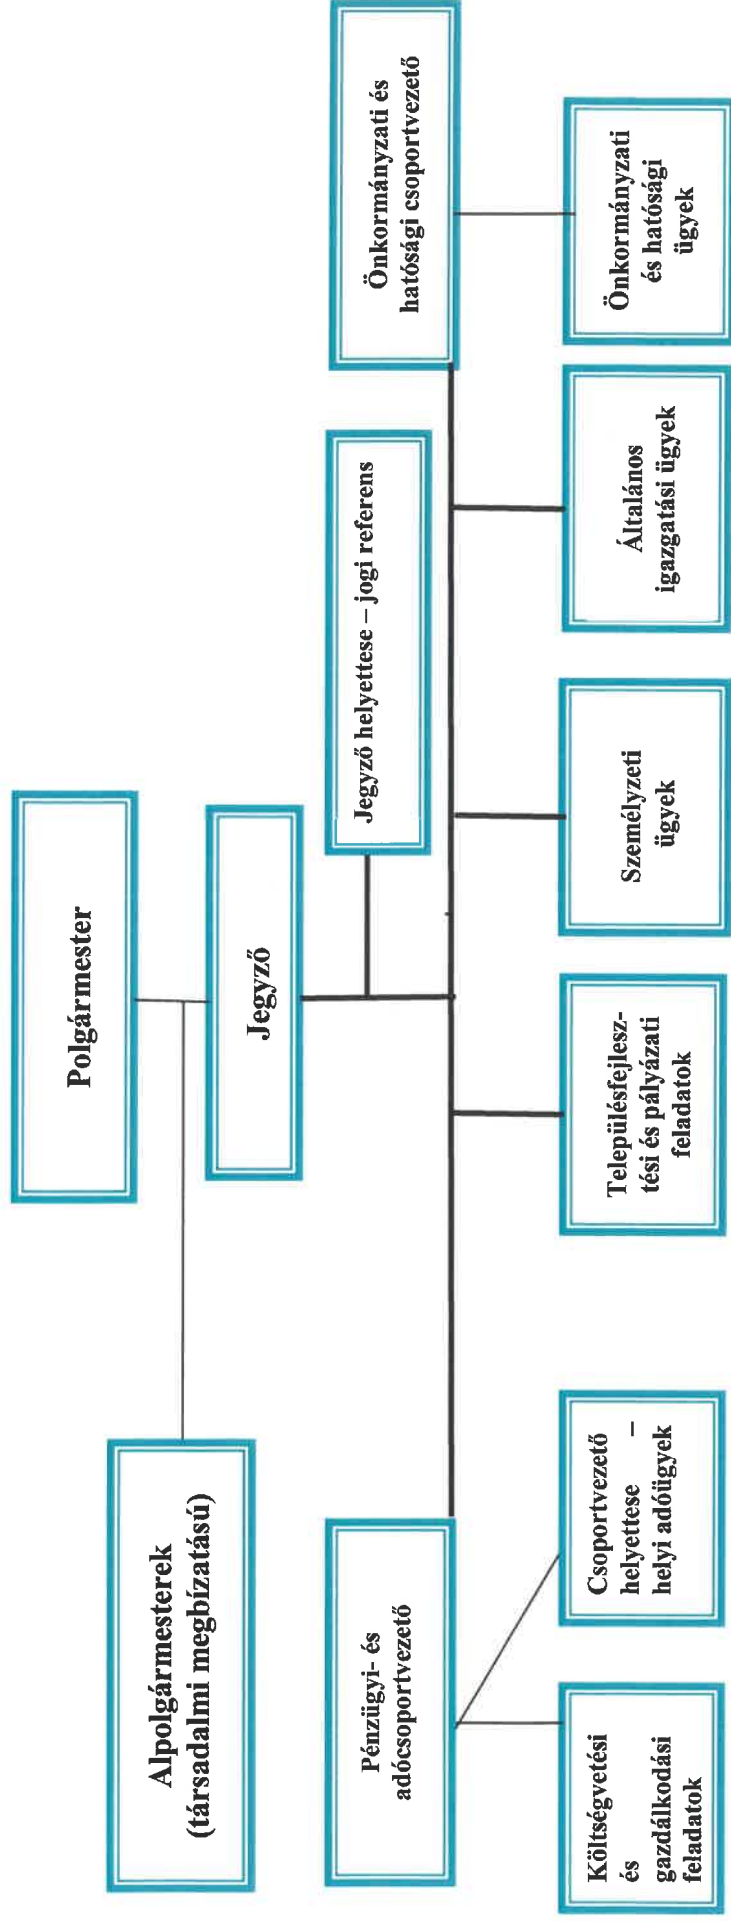 Polgármester
Alpolgármesterek
(társadalmi megbízatású)
Jegyző
Jegyző helyettese – jogi referens
Pénzügyi- és
adócsoportvezető
Önkormányzati és
hatósági csoportvezető
Költségvetési
és
gazdálkodási
feladatok
Csoportvezető
helyettese –
helyi adóügyek
Településfejlesz-
tési és pályázati
feladatok
Személyzeti
ügyek
Általános
igazgatási ügyek
Önkormányzati
és hatósági
ügyek